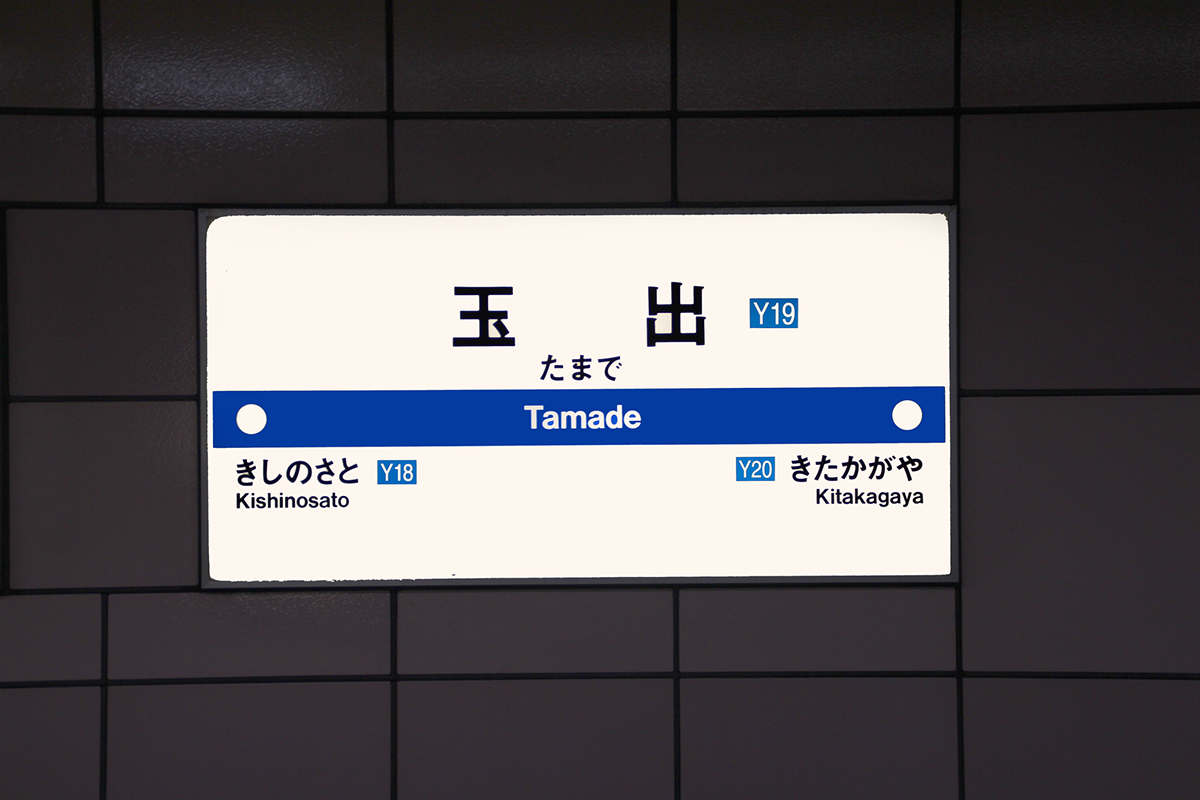 玉出 Y19
たまで
Tamade
きしのさと Y18
Kishinosato
Y20 きたかがや
Kitakagaya